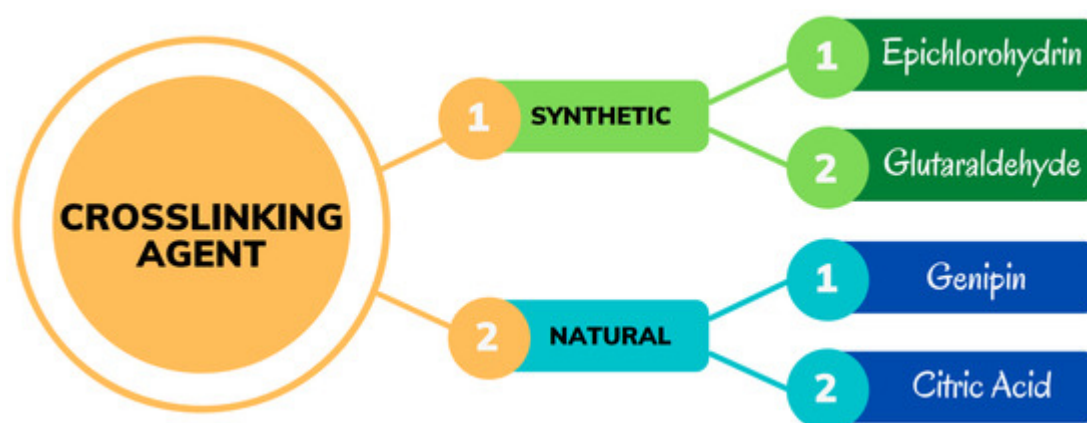 CROSSLINKING
AGENT
1
SYNTHETIC
1
Epichlorohydrin
2
Glutaraldehyde
2
NATURAL
1
Genipin
2
Citric Acid